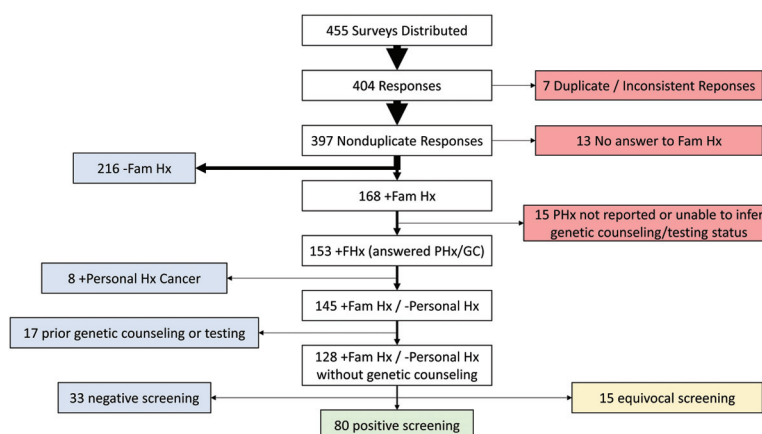 455 Surveys Distributed
404 Responses
7 Duplicate / Inconsistent Reponses
397 Nonduplicate Responses
13 No answer to Fam Hx
216 -Fam Hx
168 +Fam Hx
15 PHx not reported or unable to infer
genetic counseling/testing status
153 +FHx (answered PHx/GC)
8 +Personal Hx Cancer
145 +Fam Hx / -Personal Hx
17 prior genetic counseling or testing
128 +Fam Hx / -Personal Hx
without genetic counseling
33 negative screening
15 equivocal screening
80 positive screening